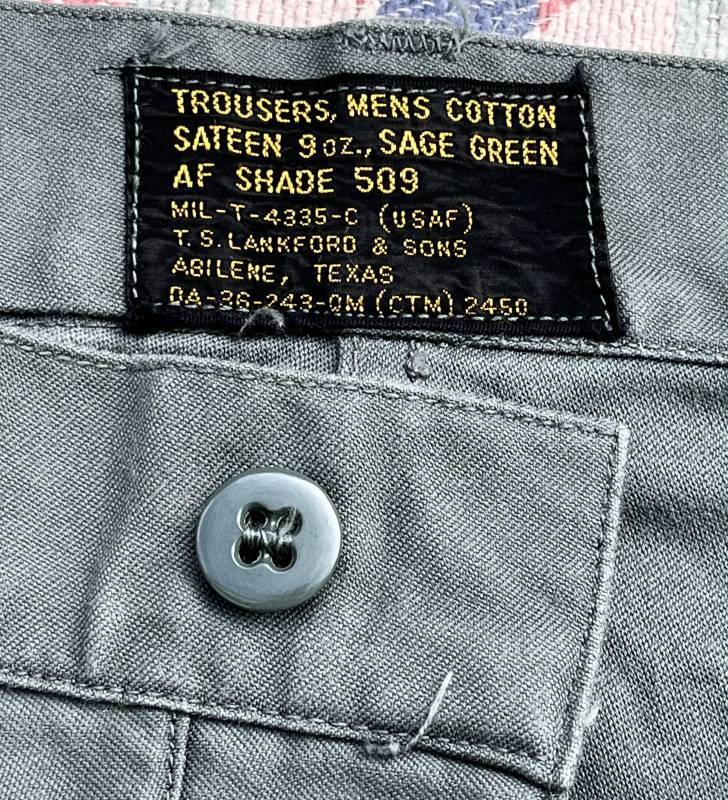 TROUSERS, MENS COTTON
SATEEN 9 OZ., SAGE GREEN
AF SHADE 509
MIL-T-4335-C (USAF)
T.S. LANKFORD & SONS
ABILENE, TEXAS
DA-36-243-QM (CTM) 2450